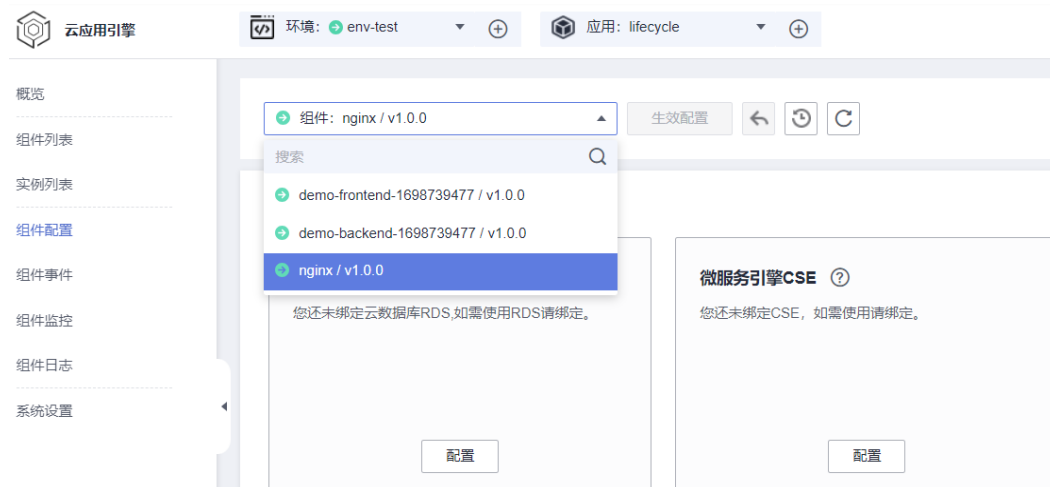 云应用引擎
环境: env-test
应用: lifecycle
概览
组件列表
实例列表
组件配置
组件事件
组件监控
组件日志
系统设置
组件: nginx / v1.0.0
生效配置
搜索
demo-frontend-1698739477 / v1.0.0
demo-backend-1698739477 / v1.0.0
nginx / v1.0.0
您还未绑定云数据库RDS,如需使用RDS请绑定。
配置
微服务引擎CSE
您还未绑定CSE，如需使用请绑定。
配置